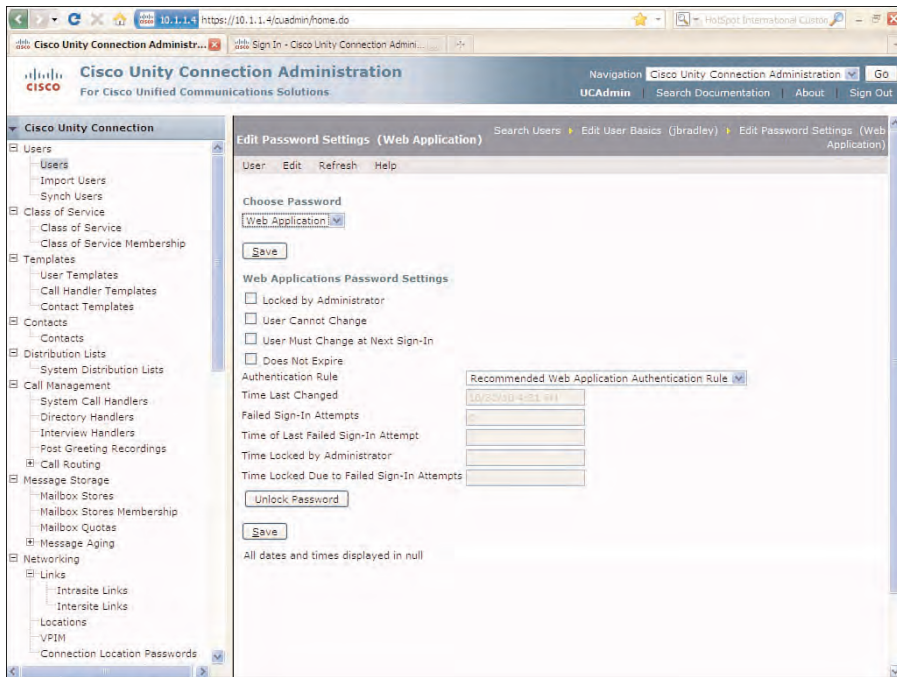 10.1.1.4 https://10.1.1.4/cuadmin/home.do
HotSpot International Custom
Cisco Unity Connection Administr...
Sign In - Cisco Unity Connection Admini...
cisco
Cisco Unity Connection Administration
For Cisco Unified Communications Solutions
Navigation Cisco Unity Connection Administration Go
UCAdmin | Search Documentation | About | Sign Out
Cisco Unity Connection
Users
Users
Import Users
Synch Users
Class of Service
Class of Service
Class of Service Membership
Templates
User Templates
Call Handler Templates
Contact Templates
Contacts
Contacts
Distribution Lists
System Distribution Lists
Call Management
System Call Handlers
Directory Handlers
Interview Handlers
Post Greeting Recordings
Call Routing
Message Storage
Mailbox Stores
Mailbox Stores Membership
Mailbox Quotas
Message Aging
Networking
Links
Intrasite Links
Intersite Links
Locations
VPIM
Connection Location Passwords
Edit Password Settings (Web Application)
Search Users Edit User Basics (jbradley) Edit Password Settings (Web
Application)
User Edit Refresh Help
Choose Password
Web Application
Save
Web Applications Password Settings
Locked by Administrator
User Cannot Change
User Must Change at Next Sign-In
Does Not Expire
Authentication Rule Recommended Web Application Authentication Rule
Time Last Changed
Failed Sign-In Attempts
Time of Last Failed Sign-In Attempt
Time Locked by Administrator
Time Locked Due to Failed Sign-In Attempts
Unlock Password
Save
All dates and times displayed in null